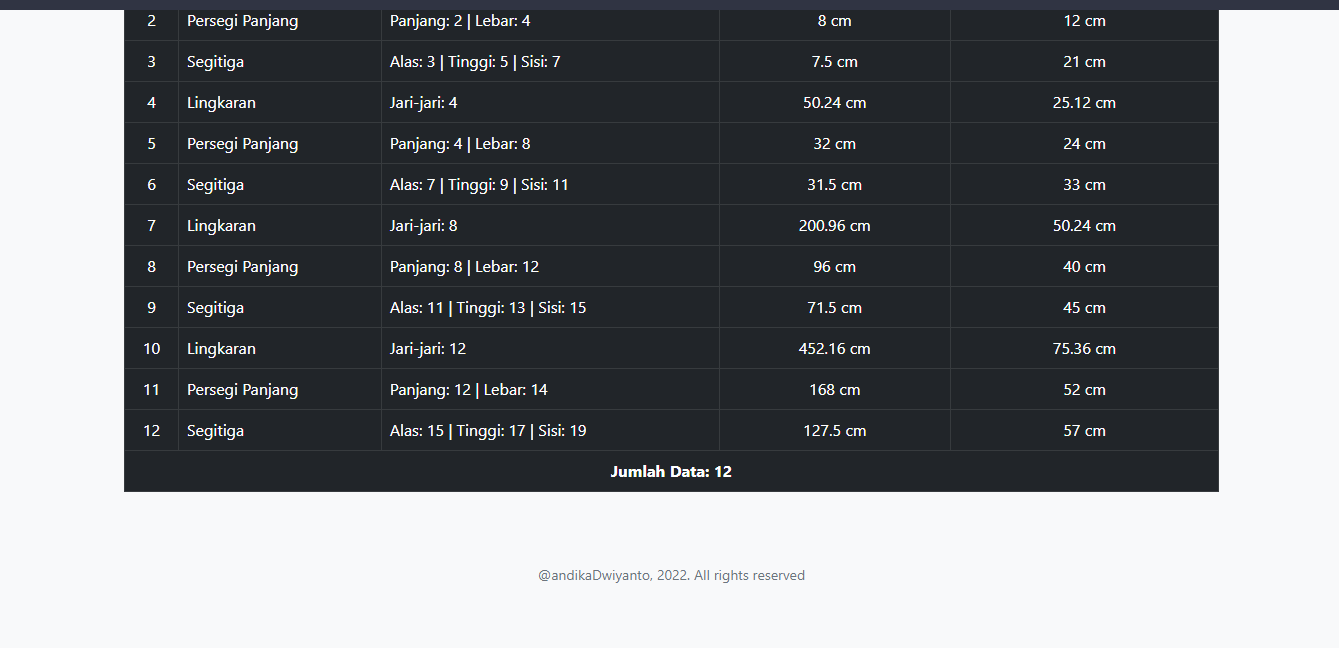 2 Persegi Panjang Panjang: 2 | Lebar: 4 8 cm 12 cm
3 Segitiga Alas: 3 | Tinggi: 5 | Sisi: 7 7.5 cm 21 cm
4 Lingkaran Jari-jari: 4 50.24 cm 25.12 cm
5 Persegi Panjang Panjang: 4 | Lebar: 8 32 cm 24 cm
6 Segitiga Alas: 7 | Tinggi: 9 | Sisi: 11 31.5 cm 33 cm
7 Lingkaran Jari-jari: 8 200.96 cm 50.24 cm
8 Persegi Panjang Panjang: 8 | Lebar: 12 96 cm 40 cm
9 Segitiga Alas: 11 | Tinggi: 13 | Sisi: 15 71.5 cm 45 cm
10 Lingkaran Jari-jari: 12 452.16 cm 75.36 cm
11 Persegi Panjang Panjang: 12 | Lebar: 14 168 cm 52 cm
12 Segitiga Alas: 15 | Tinggi: 17 | Sisi: 19 127.5 cm 57 cm
Jumlah Data: 12
@andikaDwiyanto, 2022. All rights reserved